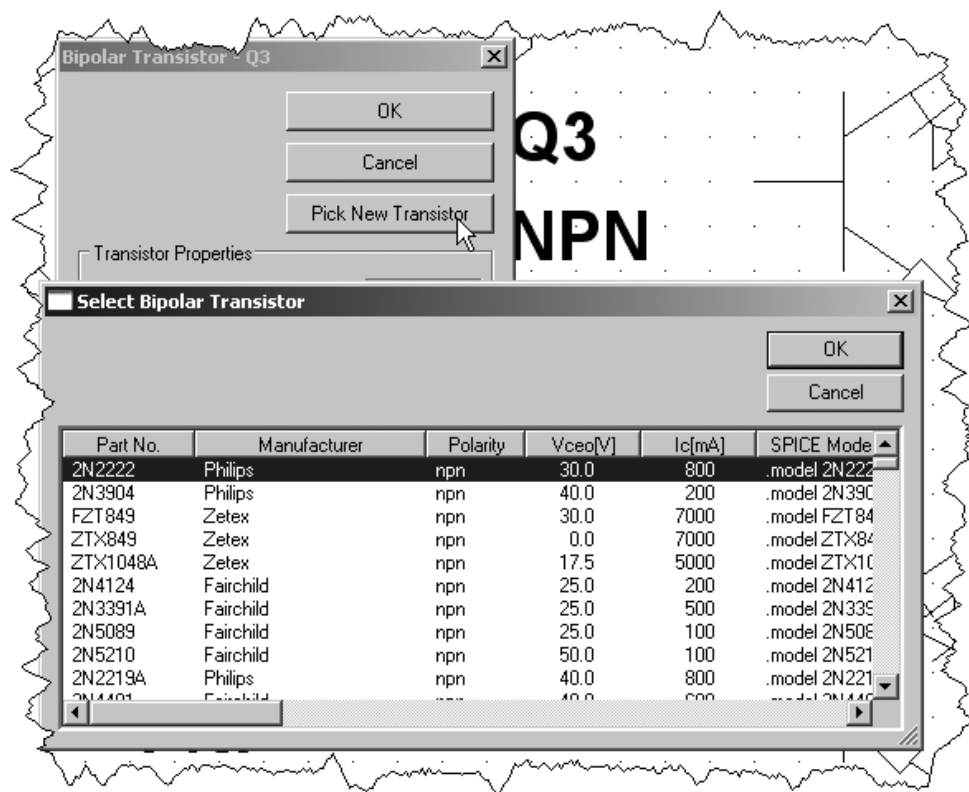 Bipolar Transistor - Q3
OK
Cancel
Pick New Transistor
Transistor Properties
Q3
NPN
Select Bipolar Transistor
OK
Cancel
Part No. Manufacturer Polarity Vceo[V] Ic[mA] SPICE Mode
2N2222 Philips npn 30.0 800 .model 2N222
2N3904 Philips npn 40.0 200 .model 2N390
FZT849 Zetex npn 30.0 7000 .model FZT84
ZTX849 Zetex npn 0.0 7000 .model ZTX84
ZTX1048A Zetex npn 17.5 5000 .model ZTX10
2N4124 Fairchild npn 25.0 200 .model 2N412
2N3391A Fairchild npn 25.0 500 .model 2N339
2N5089 Fairchild npn 25.0 100 .model 2N508
2N5210 Fairchild npn 50.0 100 .model 2N521
2N2219A Philips npn 40.0 800 .model 2N221